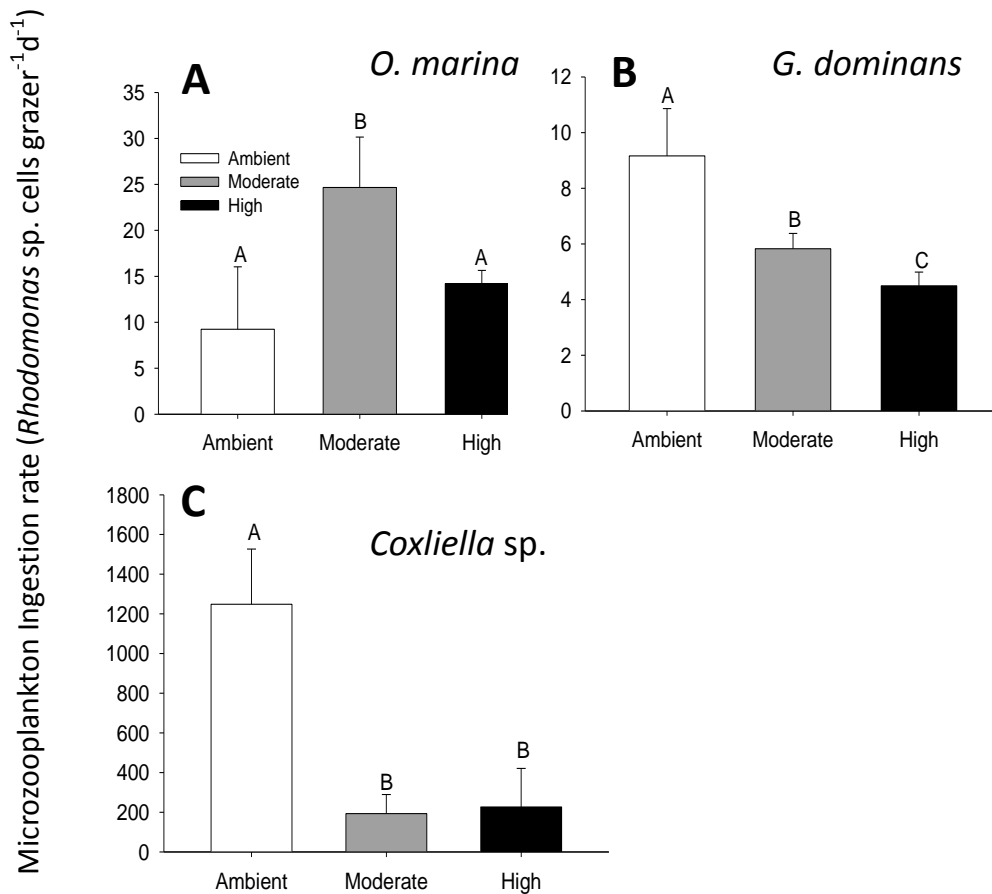 Microzooplankton Ingestion rate (Rhodomonas sp. cells grazer⁻¹d⁻¹)
A
O. marina
35
30
25
20
15
10
5
0
Ambient
Moderate
High
A
B
A
Ambient
Moderate
High
B
G. dominans
12
10
8
6
4
2
0
A
B
C
Ambient
Moderate
High
C
Coxliella sp.
1800
1600
1400
1200
1000
800
600
400
200
0
A
B
B
Ambient
Moderate
High